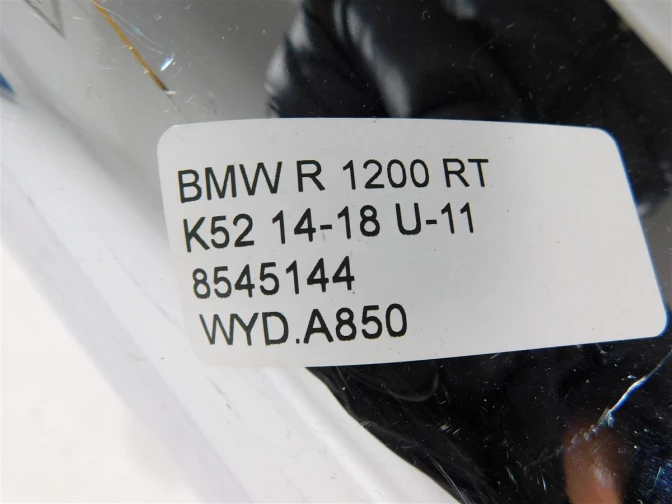 BMW R 1200 RT
K52 14-18 U-11
8545144
WYD.A850